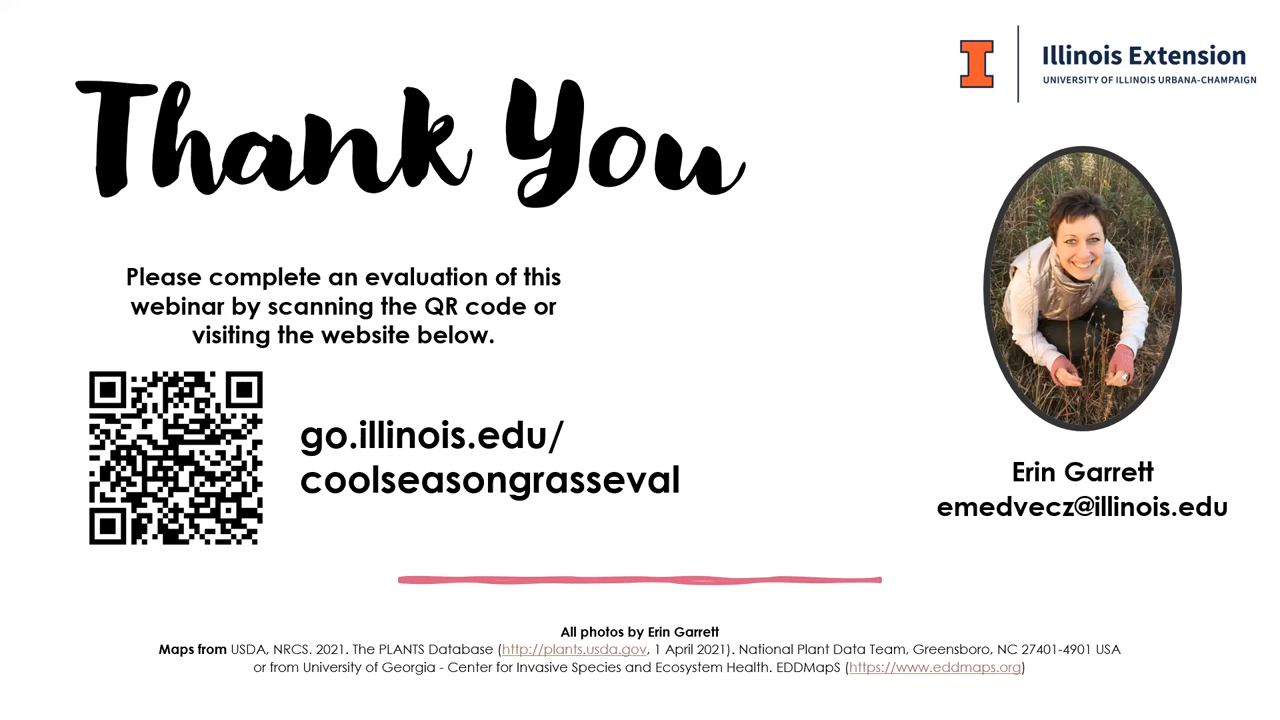 Thank You
Illinois Extension
UNIVERSITY OF ILLINOIS URBANA-CHAMPAIGN
Please complete an evaluation of this
webinar by scanning the QR code or
visiting the website below.
go.illinois.edu/
coolseasongrasseval
Erin Garrett
emedvecz@illinois.edu
All photos by Erin Garrett
Maps from USDA, NRCS. 2021. The PLANTS Database (http://plants.usda.gov, 1 April 2021). National Plant Data Team, Greensboro, NC 27401-4901 USA
or from University of Georgia - Center for Invasive Species and Ecosystem Health. EDDMapS (https://www.eddmaps.org)